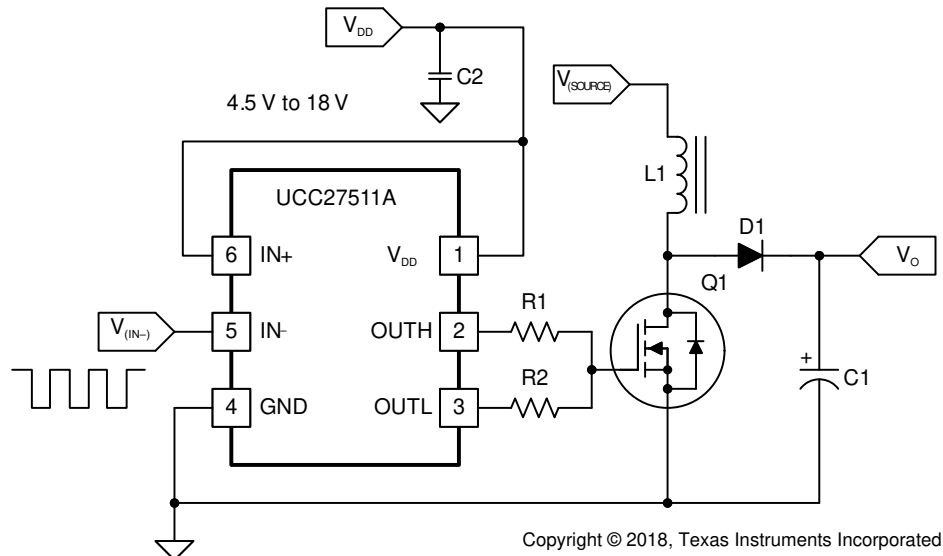 VDD
C2
4.5 V to 18 V
V(SOURCE)
L1
UCC27511A
6 IN+
VDD 1
D1
VO
Q1
V(IN–)
5 IN-
OUTH 2
R1
4 GND
OUTL 3
R2
+
C1
Copyright © 2018, Texas Instruments Incorporated